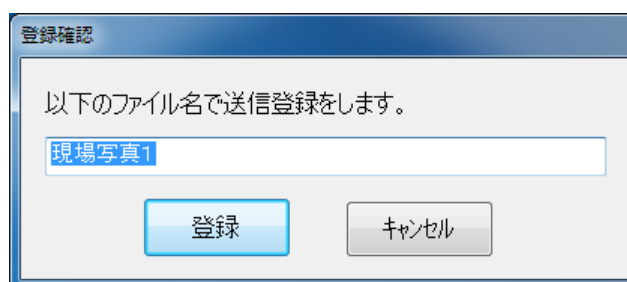 登録確認
以下のファイル名で送信登録をします。
現場写真1
登録 キャンセル